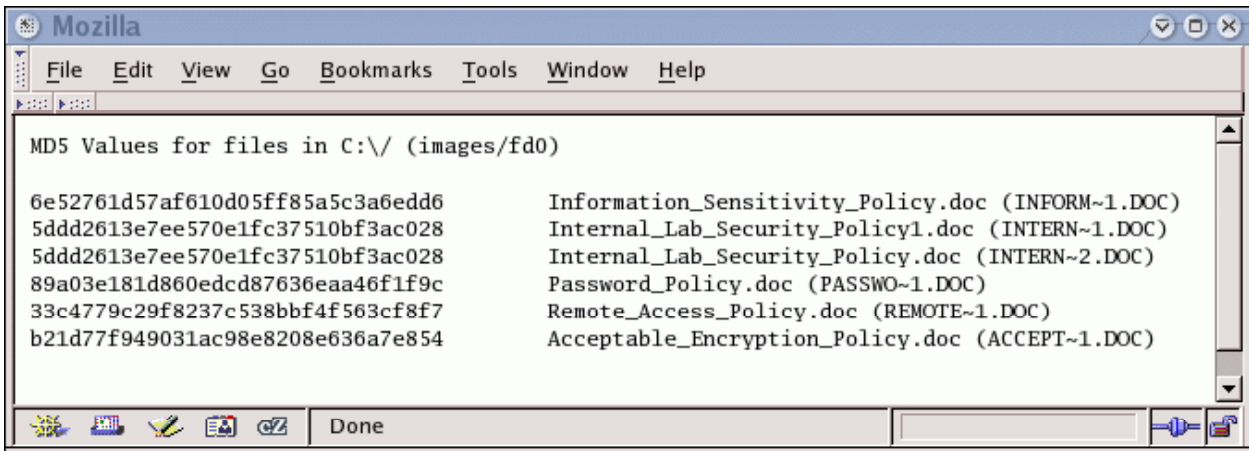 Mozilla
File Edit View Go Bookmarks Tools Window Help
MD5 Values for files in C:\/ (images/fd0)
6e52761d57af610d05ff85a5c3a6edd6 Information_Sensitivity_Policy.doc (INFORM~1.DOC)
5ddd2613e7ee570e1fc37510bf3ac028 Internal_Lab_Security_Policy1.doc (INTERN~1.DOC)
5ddd2613e7ee570e1fc37510bf3ac028 Internal_Lab_Security_Policy.doc (INTERN~2.DOC)
89a03e181d860edcd87636eaa46f1f9c Password_Policy.doc (PASSWO~1.DOC)
33c4779c29f8237c538bbf4f563cf8f7 Remote_Access_Policy.doc (REMOTE~1.DOC)
b21d77f949031ac98e8208e636a7e854 Acceptable_Encryption_Policy.doc (ACCEPT~1.DOC)
cZ Done